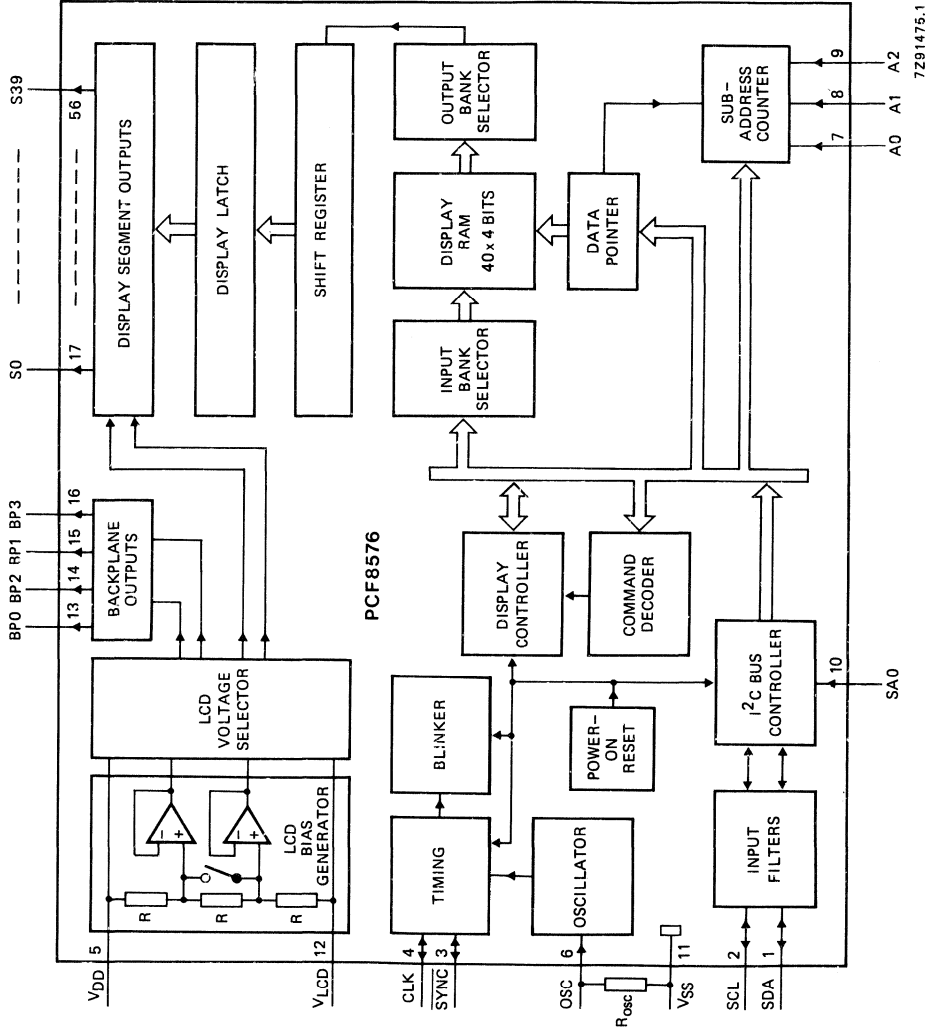 S0
S39
17
56
BP0 BP2 RP1 BP3
13 14 15 16
BACKPLANE
OUTPUTS
DISPLAY SEGMENT OUTPUTS
DISPLAY LATCH
SHIFT REGISTER
LCD
VOLTAGE
SELECTOR
LCD
BIAS
GENERATOR
R
R
R
−
+
−
+
VDD 5
VLCD 12
PCF8576
INPUT
BANK
SELECTOR
DISPLAY
RAM
40 x 4 BITS
OUTPUT
BANK
SELECTOR
BLINKER
TIMING
CLK 4
SYNC 3
DISPLAY
CONTROLLER
COMMAND
DECODER
DATA
POINTER
SUB-
ADDRESS
COUNTER
7 8 9
A0 A1 A2
OSCILLATOR
OSC 6
Rosc
VSS 11
POWER-
ON
RESET
I²C BUS
CONTROLLER
10
SA0
INPUT
FILTERS
SCL 2
SDA 1
7Z91475.1